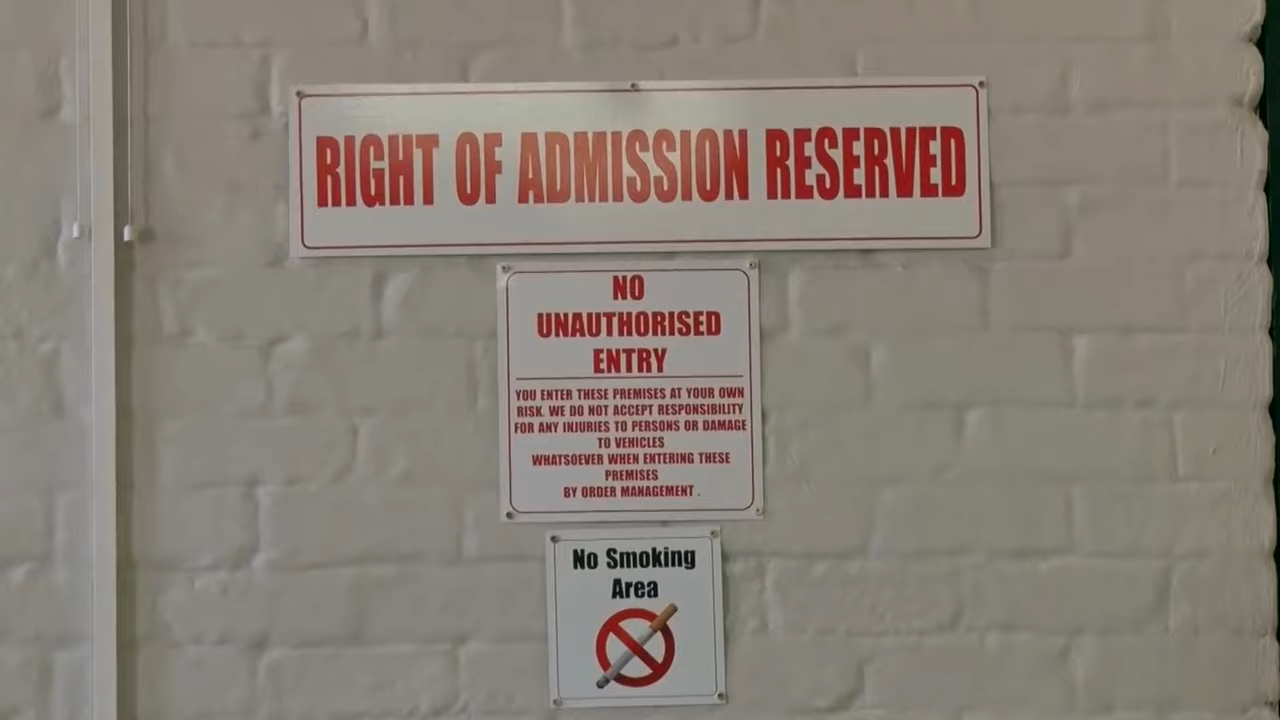 RIGHT OF ADMISSION RESERVED
NO
UNAUTHORISED
ENTRY
YOU ENTER THESE PREMISES AT YOUR OWN
RISK. WE DO NOT ACCEPT RESPONSIBILITY
FOR ANY INJURIES TO PERSONS OR DAMAGE
TO VEHICLES
WHATSOEVER WHEN ENTERING THESE
PREMISES
BY ORDER MANAGEMENT .
No Smoking
Area